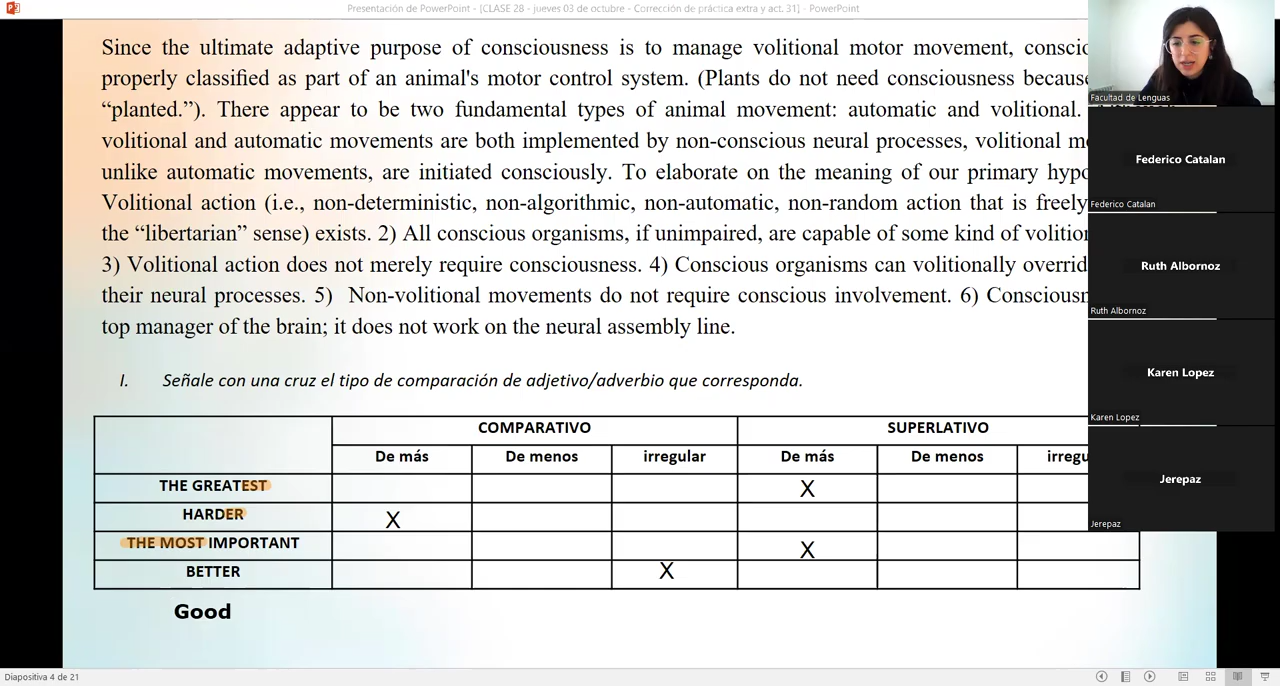 Presentación de PowerPoint - [CLASE 28 - jueves 03 de octubre - Corrección de práctica extra y act. 31] - PowerPoint
Since the ultimate adaptive purpose of consciousness is to manage volitional motor movement,
properly classified as part of an animal's motor control system. (Plants do not need consciousness
“planted.”). There appear to be two fundamental types of animal movement: automatic and volitional.
volitional and automatic movements are both implemented by non-conscious neural processes, volitional
unlike automatic movements, are initiated consciously. To elaborate on the meaning of our primary
Volitional action (i.e., non-deterministic, non-algorithmic, non-automatic, non-random action that is freely
the “libertarian” sense) exists. 2) All conscious organisms, if unimpaired, are capable of some kind of
3) Volitional action does not merely require consciousness. 4) Conscious organisms can volitionally
their neural processes. 5) Non-volitional movements do not require conscious involvement. 6)
top manager of the brain; it does not work on the neural assembly line.
I. Señale con una cruz el tipo de comparación de adjetivo/adverbio que corresponda.
COMPARATIVO SUPERLATIVO
De más De menos irregular De más De menos
THE GREATEST X
HARDER X
THE MOST IMPORTANT X
BETTER X
Good
Facultad de Lenguas
Federico Catalan
Federico Catalan
Ruth Albornoz
Ruth Albornoz
Karen Lopez
Karen Lopez
Jerepaz
Jerepaz
Diapositiva 4 de 21